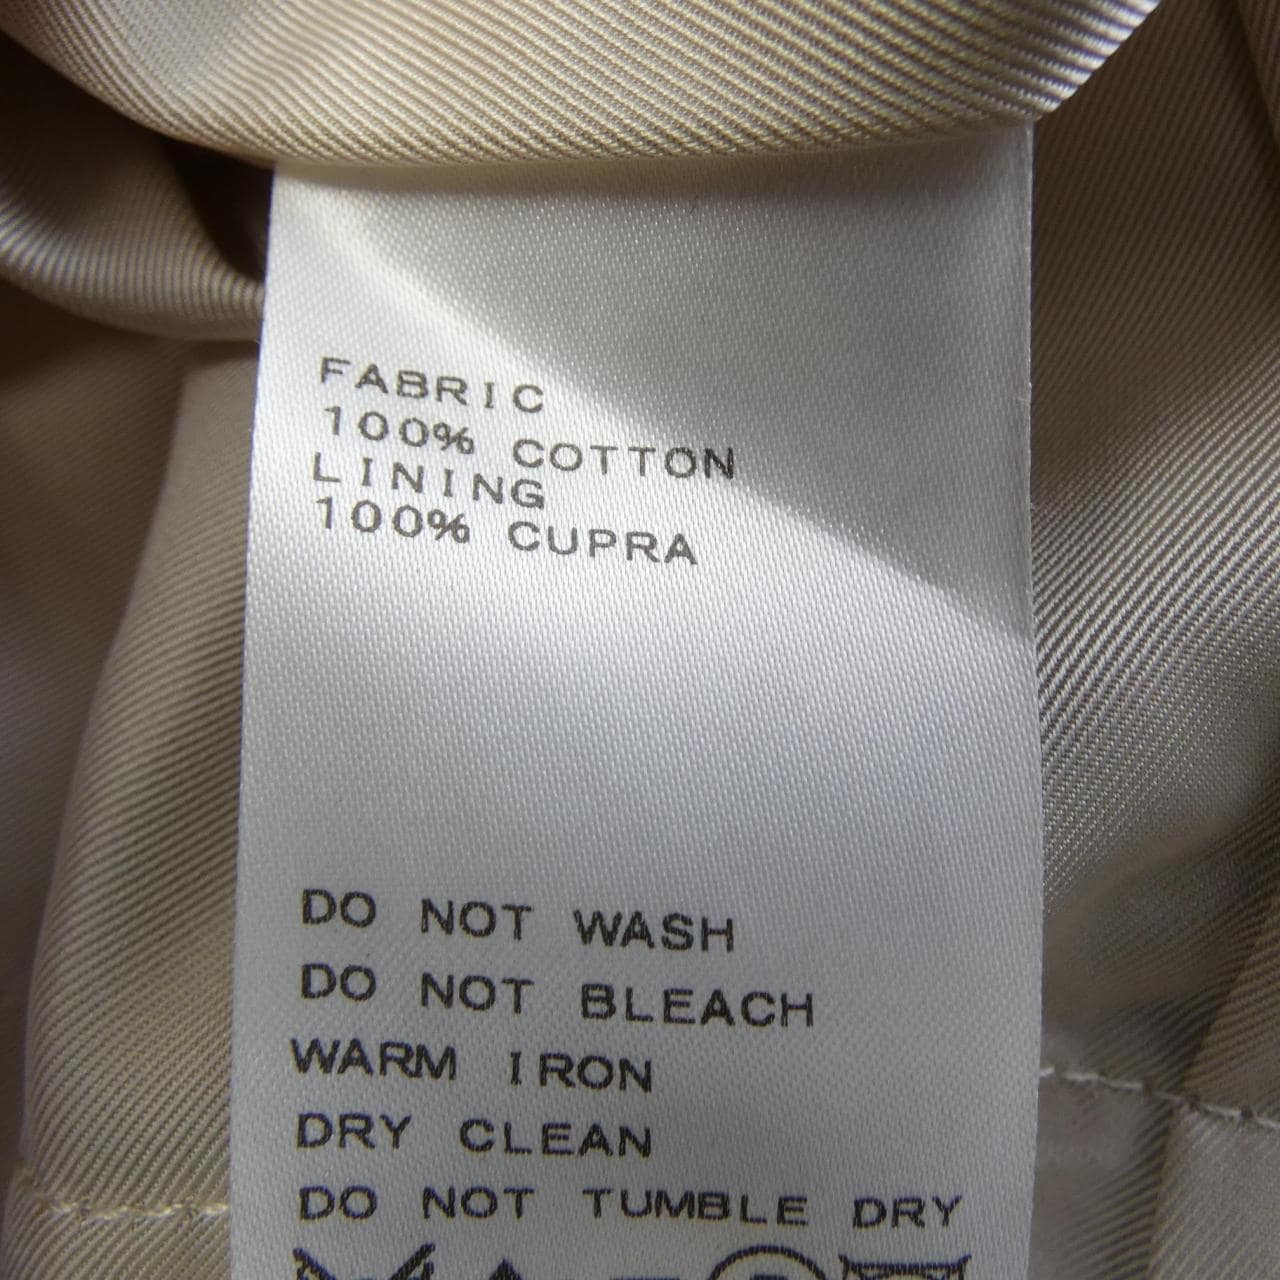 FABRIC
100% COTTON
LINING
100% CUPRA
DO NOT WASH
DO NOT BLEACH
WARM IRON
DRY CLEAN
DO NOT TUMBLE DRY